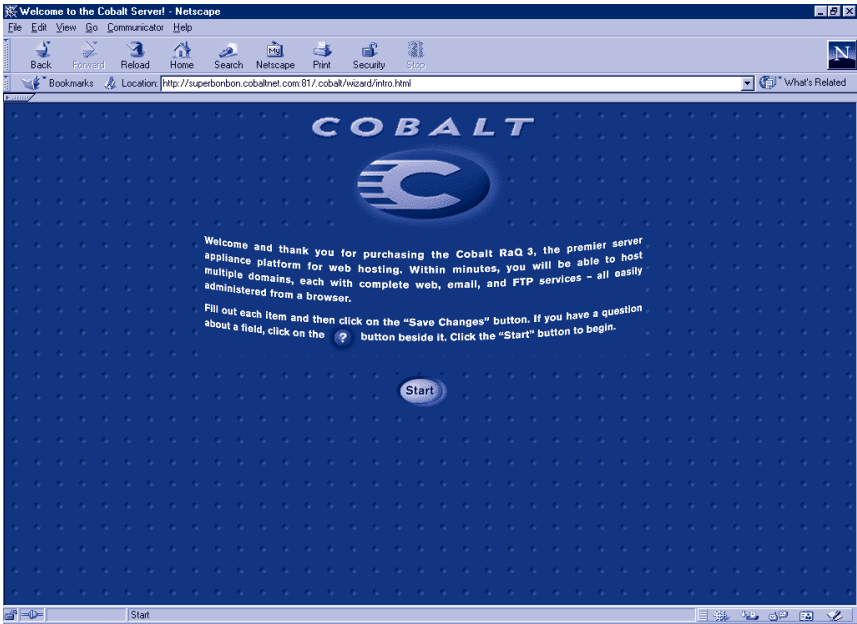 Welcome to the Cobalt Server! - Netscape
File Edit View Go Communicator Help
Back Forward Reload Home Search Netscape Print Security Stop
Bookmarks Location: http://superbonbon.cobaltnet.com:81/.cobalt/wizard/intro.html What's Related
COBALT
C
Welcome and thank you for purchasing the Cobalt RaQ 3, the premier server
appliance platform for web hosting. Within minutes, you will be able to host
multiple domains, each with complete web, email, and FTP services – all easily
administered from a browser.
Fill out each item and then click on the “Save Changes” button. If you have a question
about a field, click on the ? button beside it. Click the “Start” button to begin.
Start
Start